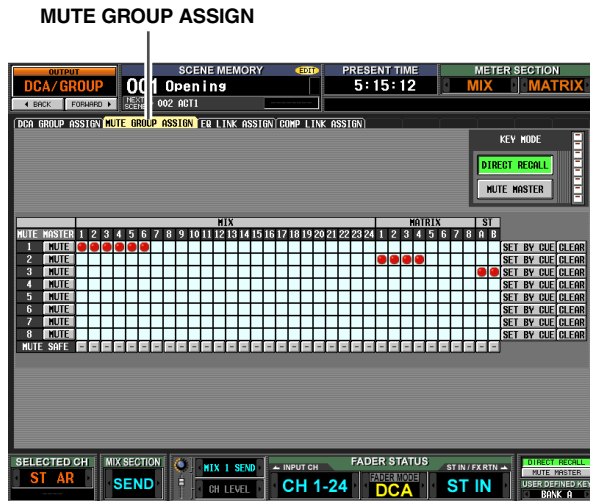 MUTE GROUP ASSIGN
OUTPUT SCENE MEMORY EDIT PRESENT TIME METER SECTION
DCA/GROUP 001 Opening 5:15:12 MIX MATRIX
BACK FORWARD NEXT SCENE 002 ACT1
DCA GROUP ASSIGN MUTE GROUP ASSIGN EQ LINK ASSIGN COMP LINK ASSIGN
KEY MODE
DIRECT RECALL
MUTE MASTER
MIX MATRIX ST
MUTE MASTER 1 2 3 4 5 6 7 8 9 10 11 12 13 14 15 16 17 18 19 20 21 22 23 24 1 2 3 4 5 6 7 8 A B
1 MUTE SET BY CUE CLEAR
2 MUTE SET BY CUE CLEAR
3 MUTE SET BY CUE CLEAR
4 MUTE SET BY CUE CLEAR
5 MUTE SET BY CUE CLEAR
6 MUTE SET BY CUE CLEAR
7 MUTE SET BY CUE CLEAR
8 MUTE SET BY CUE CLEAR
MUTE SAFE
SELECTED CH MIX SECTION MIX 1 SEND INPUT CH FADER STATUS ST IN / FX RTN DIRECT RECALL
MUTE MASTER
ST AR SEND CH LEVEL CH 1-24 FADER MODE DCA ST IN USER DEFINED KEY
BANK A